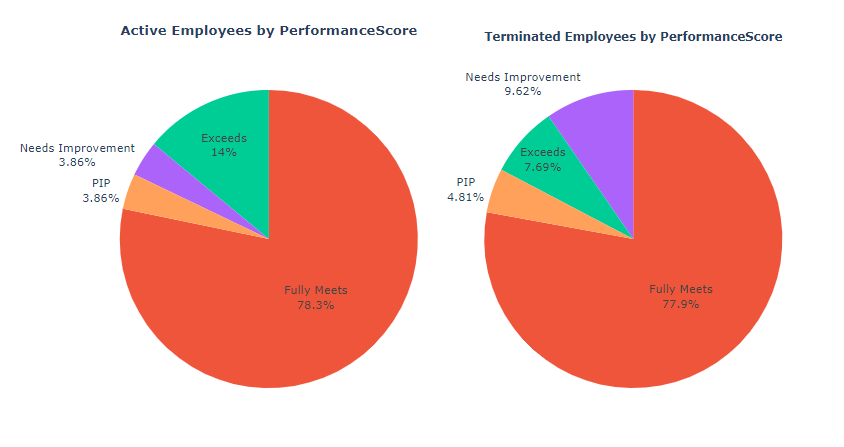 Active Employees by PerformanceScore
Exceeds
14%
Needs Improvement
3.86%
PIP
3.86%
Fully Meets
78.3%
Terminated Employees by PerformanceScore
Needs Improvement
9.62%
Exceeds
7.69%
PIP
4.81%
Fully Meets
77.9%